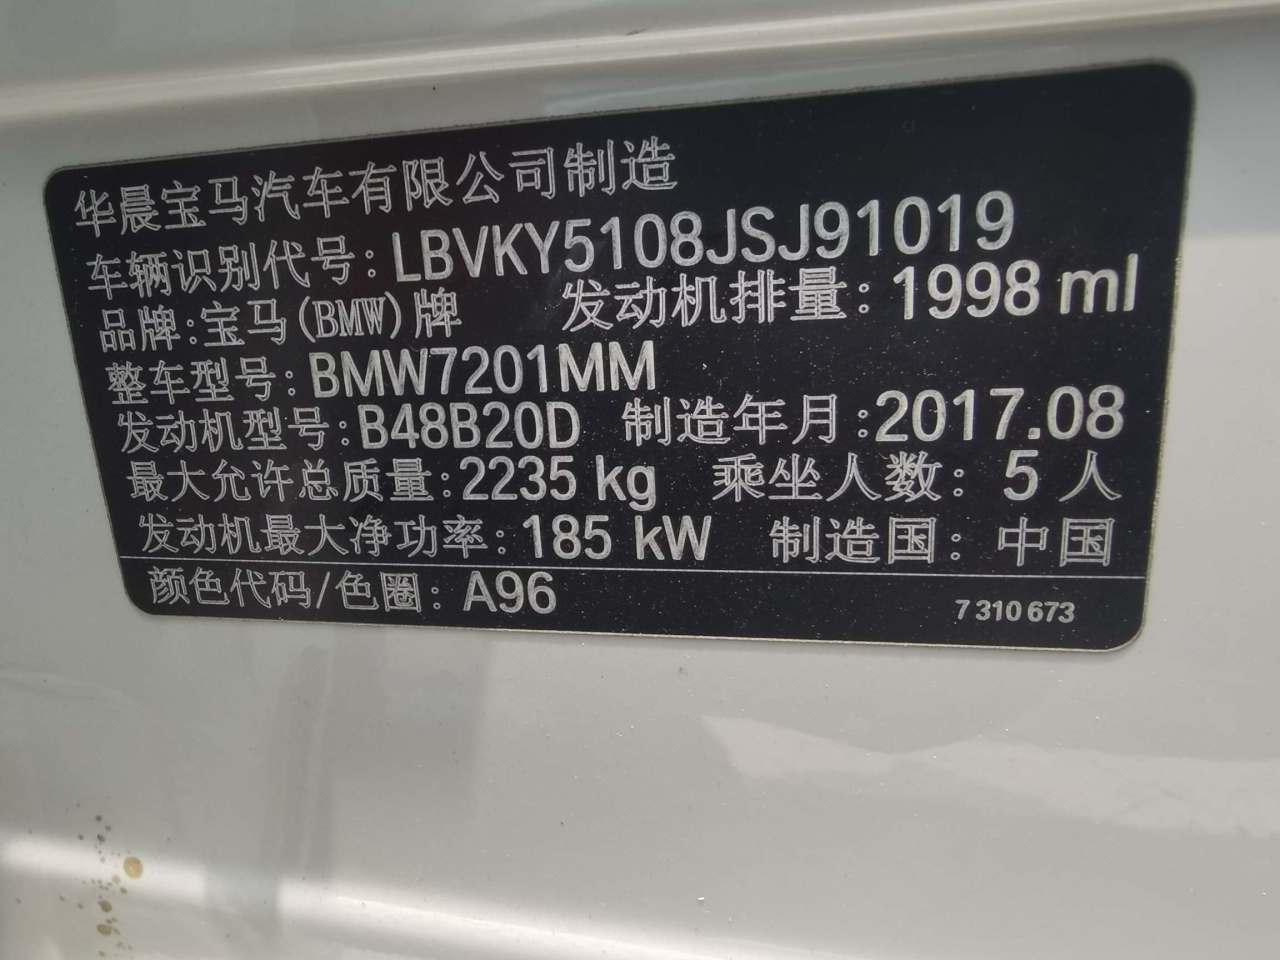 华晨宝马汽车有限公司制造
车辆识别代号:LBVKY5108JSJ91019
品牌:宝马(BMW)牌 发动机排量:1998 ml
整车型号:BMW7201MM
发动机型号:B48B20D 制造年月:2017.08
最大允许总质量:2235 kg 乘坐人数:5人
发动机最大净功率:185 kW 制造国:中国
颜色代码/色圈:A96
7 310 673